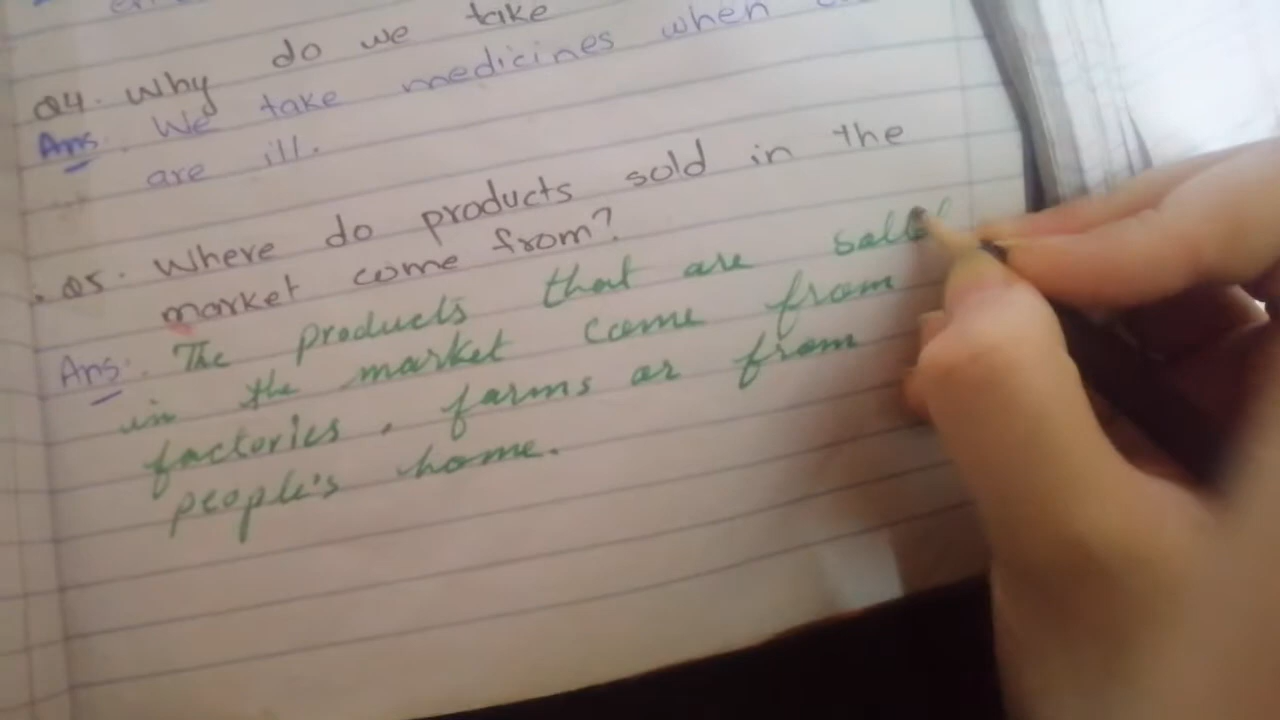 Q4. Why do we take
Ans. We take medicines when
are ill.
Q5. Where do products sold in the
market come from?
Ans. The products that are
in the market come from
factories, farms or from
people's home.